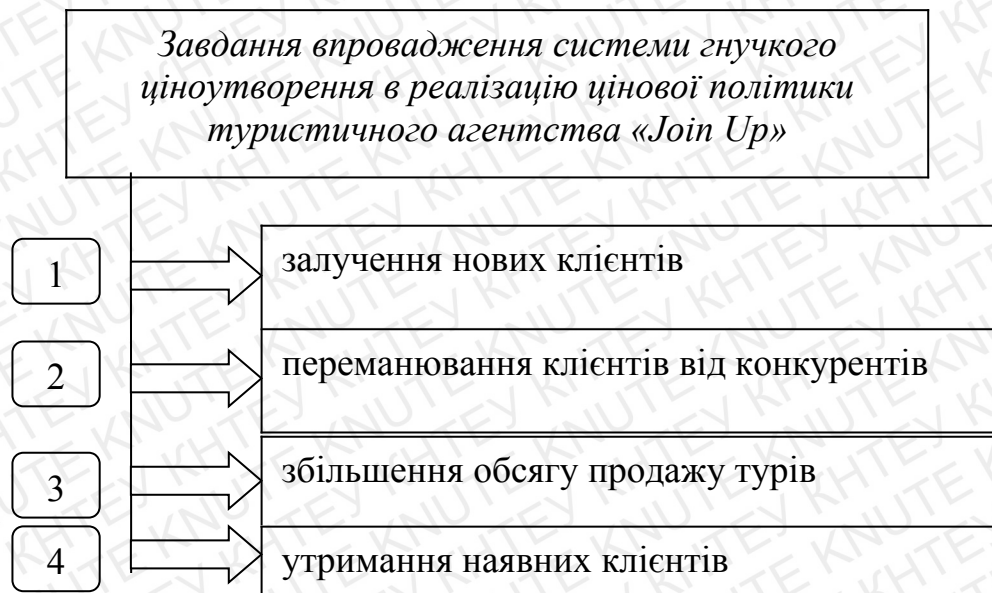 Завдання впровадження системи гнучкого
ціноутворення в реалізацію цінової політики
туристичного агентства «Join Up»
1
залучення нових клієнтів
2
переманювання клієнтів від конкурентів
3
збільшення обсягу продажу турів
4
утримання наявних клієнтів